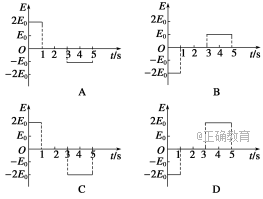 E
2E₀
E₀
O
-E₀
-2E₀
1 2 3 4 5 t/s
A
E
2E₀
E₀
O
-E₀
-2E₀
1 2 3 4 5 t/s
B
E
2E₀
E₀
O
-E₀
-2E₀
1 2 3 4 5 t/s
C
E
2E₀
E₀
O
-E₀
-2E₀
1 2 3 4 5 t/s
D
@正确教育